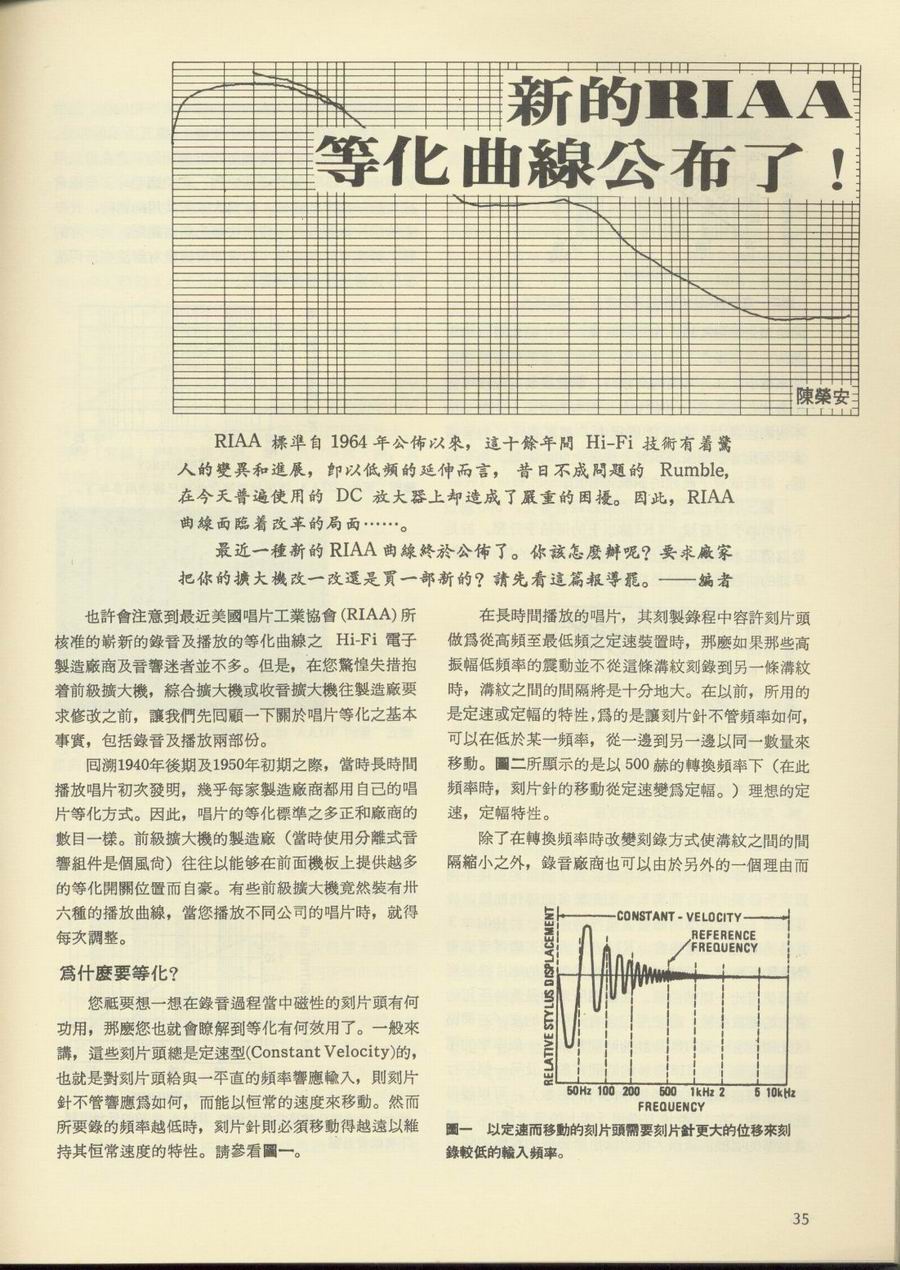 新的RIAA
等化曲線公布了！
陳榮安
RIAA 標準自 1964 年公佈以來，這十餘年間 Hi-Fi 技術有着驚
人的變異和進展，卽以低頻的延伸而言，昔日不成問題的 Rumble,
在今天普遍使用的 DC 放大器上却造成了嚴重的困擾。因此，RIAA
曲線面臨着改革的局面……。
最近一種新的 RIAA 曲線終於公佈了。你該怎麼辦呢？要求廠家
把你的擴大機改一改還是買一部新的？請先看這篇報導罷。——編者
也許會注意到最近美國唱片工業協會 (RIAA) 所
核准的嶄新的錄音及播放的等化曲線之 Hi-Fi 電子
製造廠商及音響迷者並不多。但是，在您驚惶失措抱
着前級擴大機，綜合擴大機或收音擴大機往製造廠要
求修改之前，讓我們先囘顧一下關於唱片等化之基本
事實，包括錄音及播放兩部份。
囘溯1940年後期及1950年初期之際，當時長時間
播放唱片初次發明，幾乎每家製造廠商都用自己的唱
片等化方式。因此，唱片的等化標準之多正和廠商的
數目一樣。前級擴大機的製造廠（當時使用分離式音
響組件是個風尙）往往以能够在前面機板上提供越多
的等化開關位置而自豪。有些前級擴大機竟然裝有卅
六種的播放曲線，當您播放不同公司的唱片時，就得
每次調整。
爲什麼要等化？
您祗要想一想在錄音過程當中磁性的刻片頭有何
功用，那麼您也就會瞭解到等化有何效用了。一般來
講，這些刻片頭總是定速型(Constant Velocity)的，
也就是對刻片頭給與一平直的頻率響應輸入，則刻片
針不管響應爲如何，而能以恒常的速度來移動。然而
所要錄的頻率越低時，刻片針則必須移動得越遠以維
持其恒常速度的特性。請參看圖一。
在長時間播放的唱片，其刻製錄程中容許刻片頭
做爲從高頻至最低頻之定速裝置時，那麼如果那些高
振幅低頻率的震動並不從這條溝紋刻錄到另一條溝紋
時，溝紋之間的間隔將是十分地大。在以前，所用的
是定速或定幅的特性，爲的是讓刻片針不管頻率如何，
可以在低於某一頻率，從一邊到另一邊以同一數量來
移動。圖二所顯示的是以 500 赫的轉換頻率下（在此
頻率時，刻片針的移動從定速變爲定幅。）理想的定
速，定幅特性。
除了在轉換頻率時改變刻錄方式使溝紋之間的間
隔縮小之外，錄音廠商也可以由於另外的一個理由而
CONSTANT - VELOCITY
REFERENCE
FREQUENCY
RELATIVE STYLUS DISPLACEMENT
50Hz 100 200 500 1kHz 2 5 10kHz
FREQUENCY
圖一 以定速而移動的刻片頭需要刻片針更大的位移來刻
錄較低的輸入頻率。
35